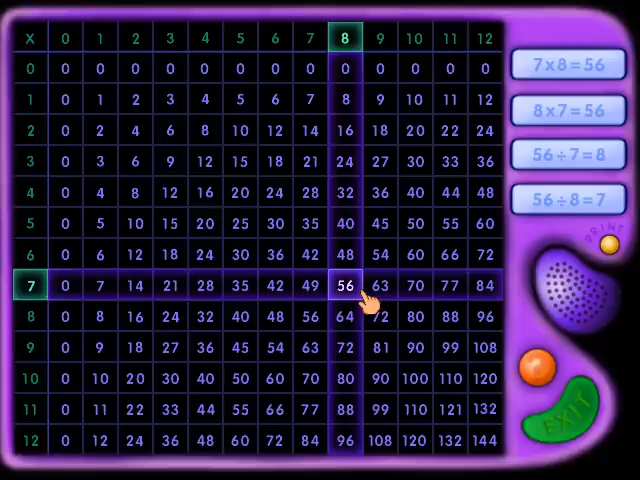 X 0 1 2 3 4 5 6 7 8 9 10 11 12
0 0 0 0 0 0 0 0 0 0 0 0 0 0
1 0 1 2 3 4 5 6 7 8 9 10 11 12
2 0 2 4 6 8 10 12 14 16 18 20 22 24
3 0 3 6 9 12 15 18 21 24 27 30 33 36
4 0 4 8 12 16 20 24 28 32 36 40 44 48
5 0 5 10 15 20 25 30 35 40 45 50 55 60
6 0 6 12 18 24 30 36 42 48 54 60 66 72
7 0 7 14 21 28 35 42 49 56 63 70 77 84
8 0 8 16 24 32 40 48 56 64 72 80 88 96
9 0 9 18 27 36 45 54 63 72 81 90 99 108
10 0 10 20 30 40 50 60 70 80 90 100 110 120
11 0 11 22 33 44 55 66 77 88 99 110 121 132
12 0 12 24 36 48 60 72 84 96 108 120 132 144
7x8=56
8x7=56
56÷7=8
56÷8=7
PRINT
EXIT